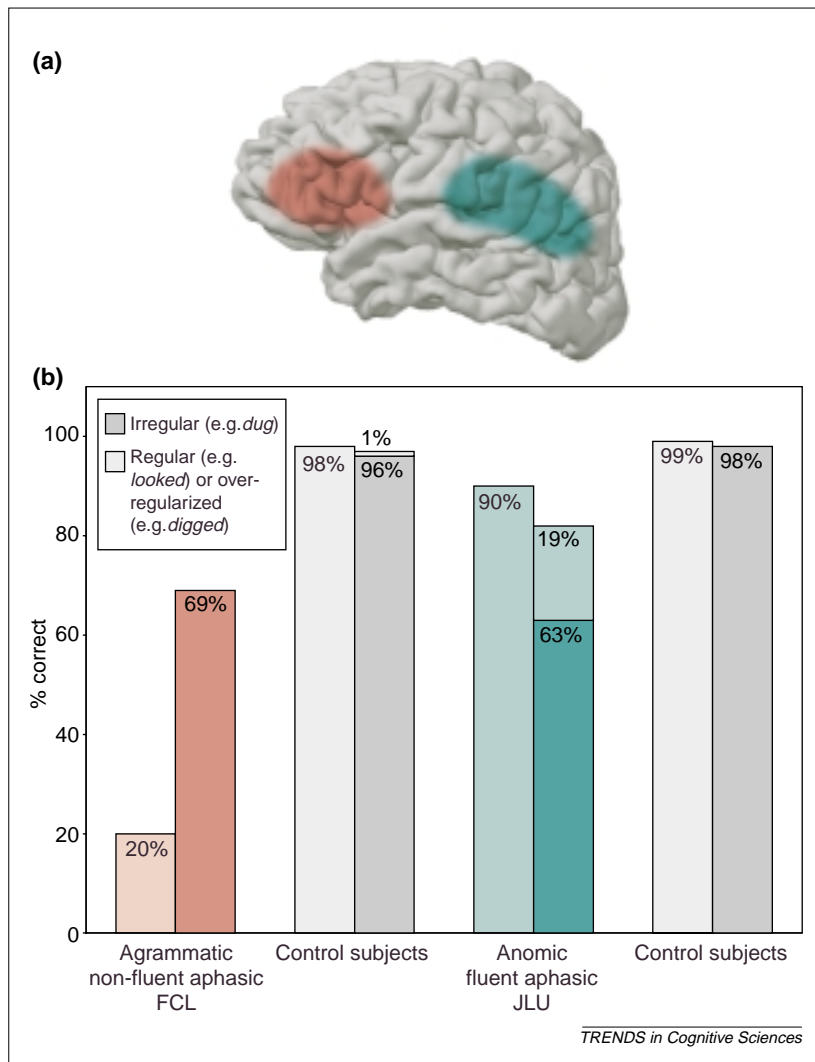 (a)
(b)
Irregular (e.g.dug)
Regular (e.g.
looked) or over-
regularized
(e.g.digged)
% correct
100
80
60
40
20
0
20%
69%
98%
1%
96%
90%
19%
63%
99%
98%
Agrammatic
non-fluent aphasic
FCL
Control subjects
Anomic
fluent aphasic
JLU
Control subjects
TRENDS in Cognitive Sciences